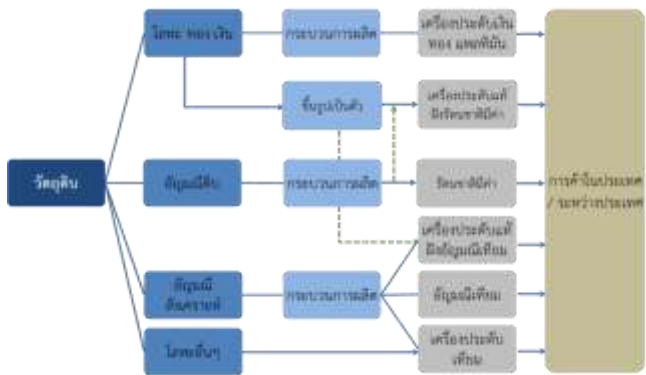 โลหะ ทอง เงิน
กระบวนการผลิต
เครื่องประดับเงิน
ทอง แพลทินัม
ขึ้นรูปเป็นตัว
เครื่องประดับแท้
ฝังรัตนชาติมีค่า
วัตถุดิบ
อัญมณีดิบ
กระบวนการผลิต
รัตนชาติมีค่า
การค้าในประเทศ
/ ระหว่างประเทศ
เครื่องประดับแท้
ฝังอัญมณีเทียม
อัญมณี
สังเคราะห์
กระบวนการผลิต
อัญมณีเทียม
โลหะอื่นๆ
เครื่องประดับ
เทียม